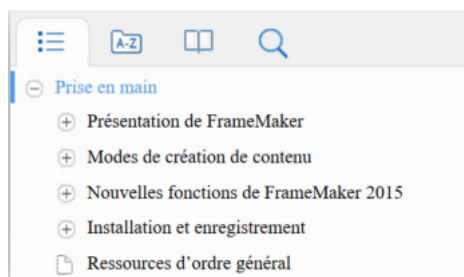 A-Z
Prise en main
Présentation de FrameMaker
Modes de création de contenu
Nouvelles fonctions de FrameMaker 2015
Installation et enregistrement
Ressources d’ordre général